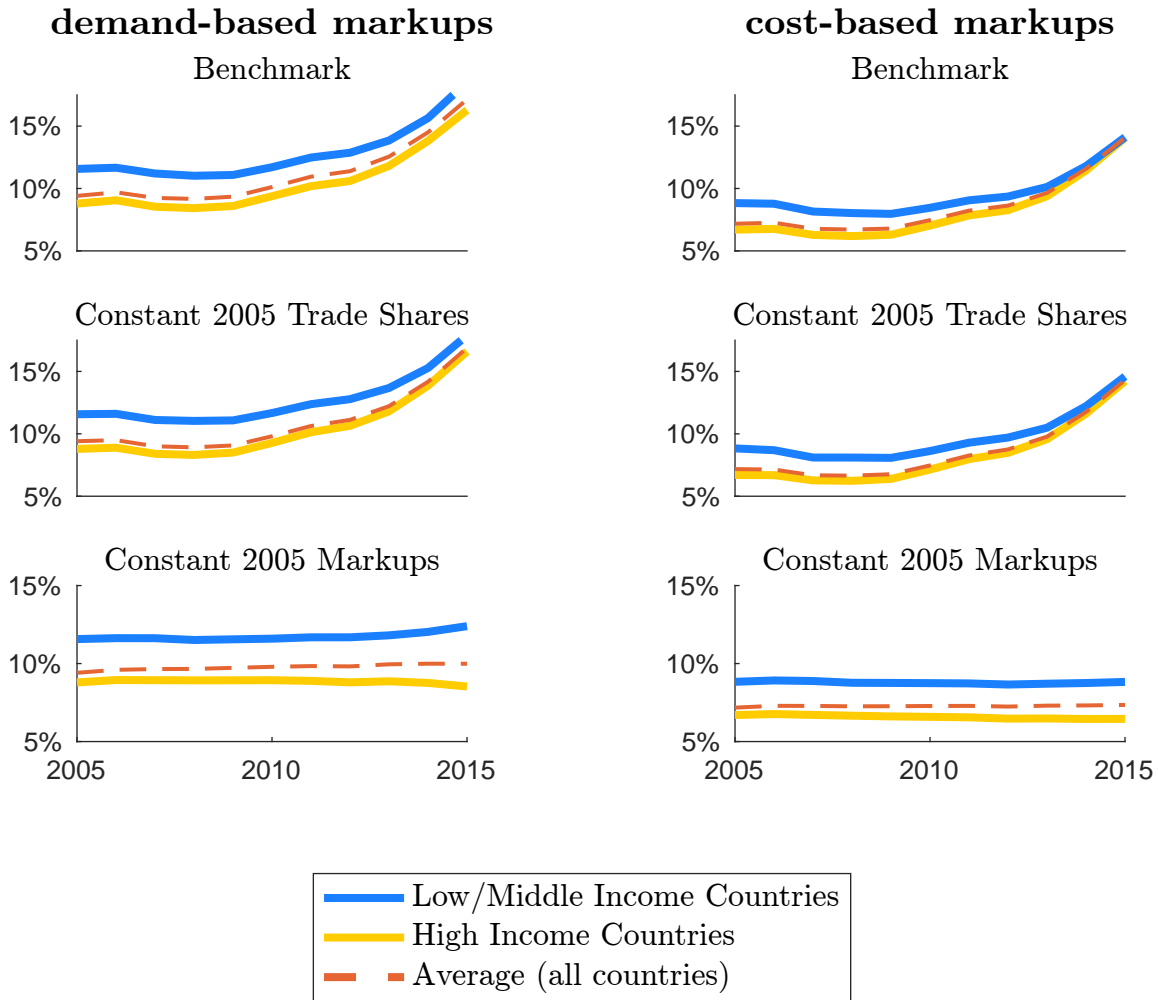 demand-based markups
Benchmark
15%
10%
5%
Constant 2005 Trade Shares
15%
10%
5%
Constant 2005 Markups
15%
10%
5%
2005 2010 2015
cost-based markups
Benchmark
15%
10%
5%
Constant 2005 Trade Shares
15%
10%
5%
Constant 2005 Markups
15%
10%
5%
2005 2010 2015
Low/Middle Income Countries
High Income Countries
Average (all countries)